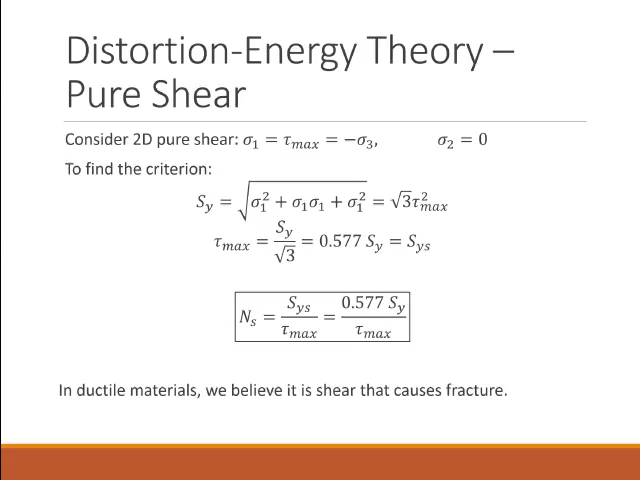 Distortion-Energy Theory –
Pure Shear
Consider 2D pure shear: σ₁ = τ_max = −σ₃, σ₂ = 0
To find the criterion:
S_y = √(σ₁² + σ₁σ₁ + σ₁²) = √3τ²_max
τ_max = S_y/√3 = 0.577 S_y = S_ys
N_s = S_ys/τ_max = 0.577 S_y/τ_max
In ductile materials, we believe it is shear that causes fracture.